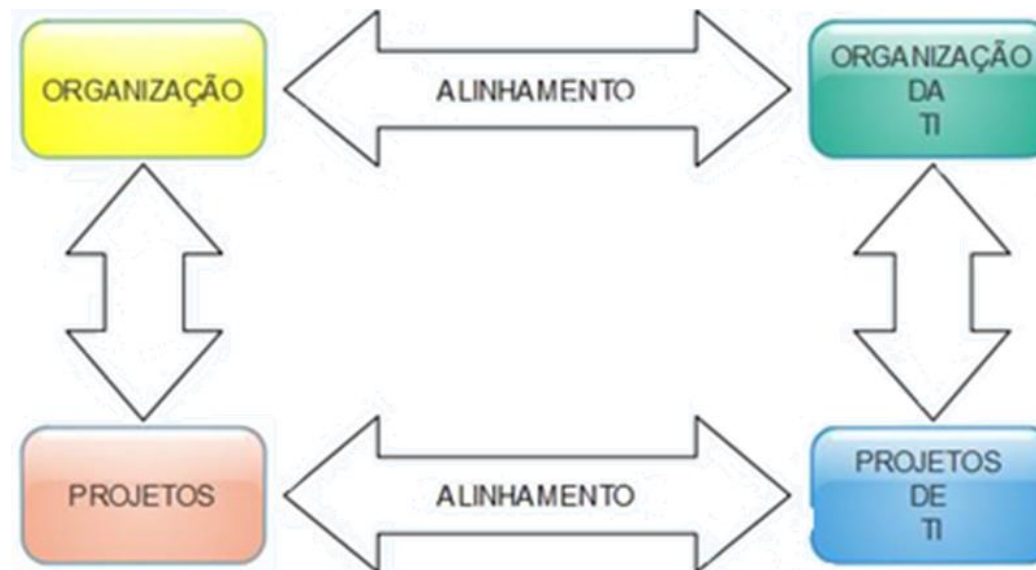 ORGANIZAÇÃO
ALINHAMENTO
ORGANIZAÇÃO
DA
TI
PROJETOS
ALINHAMENTO
PROJETOS
DE
TI